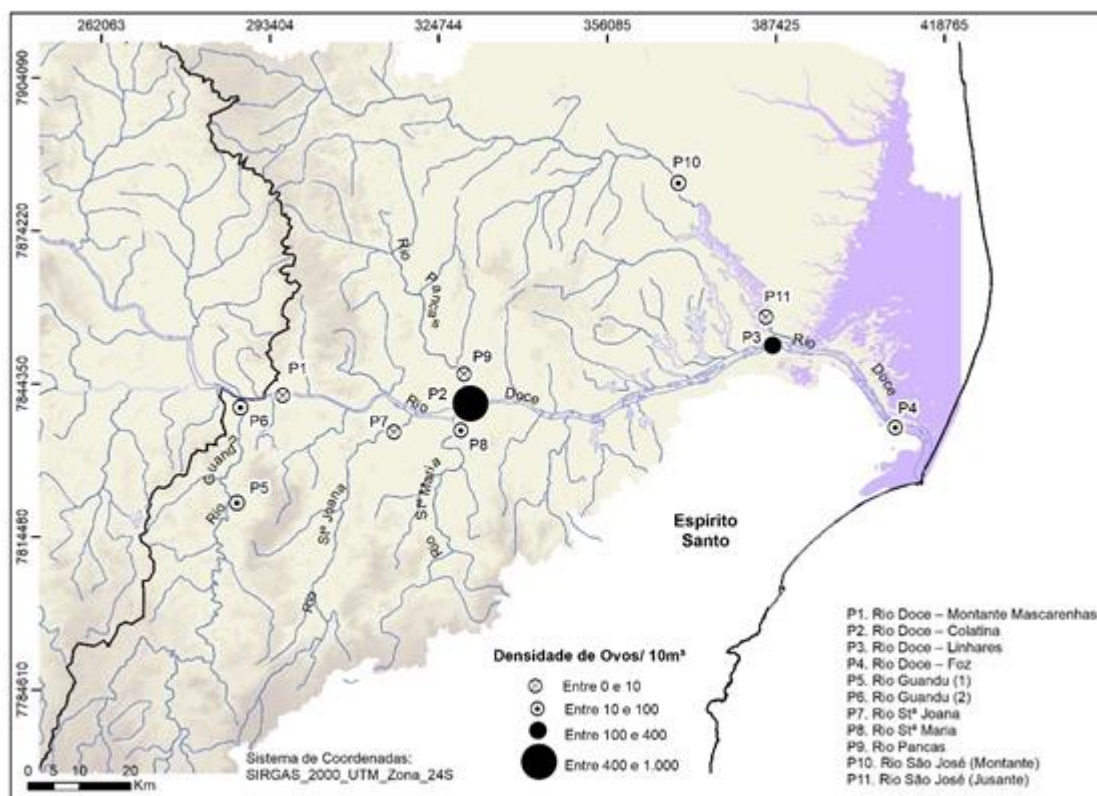 262063 293404 324744 356085 387425 418765
7904090
7874220
7844350
7814480
7784610
P10
Rio
Pancas
P11
P3
Rio
Doce
P9
P1
P2
Rio
Doce
P4
P6
P7
P8
Guandu
Stª Maria
P5
Rio
Stª Joana
Rio
Rio
Espírito
Santo
Densidade de Ovos/ 10m³
Entre 0 e 10
Entre 10 e 100
Entre 100 e 400
Entre 400 e 1.000
P1. Rio Doce – Montante Mascarenhas
P2. Rio Doce – Colatina
P3. Rio Doce – Linhares
P4. Rio Doce – Foz
P5. Rio Guandu (1)
P6. Rio Guandu (2)
P7. Rio Stª Joana
P8. Rio Stª Maria
P9. Rio Pancas
P10. Rio São José (Montante)
P11. Rio São José (Jusante)
Sistema de Coordenadas:
SIRGAS_2000_UTM_Zona_24S
0 5 10 20
Km